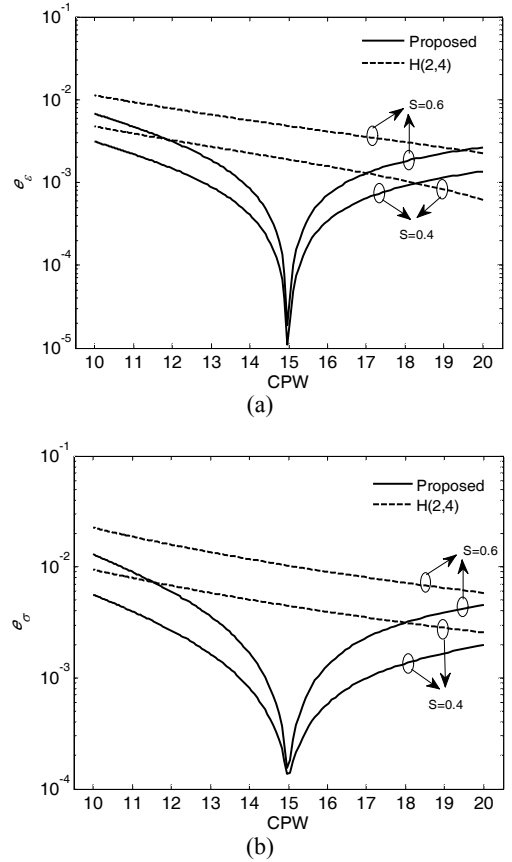 10^{-1}
Proposed
H(2,4)
10^{-2}
S=0.6
e_ε
10^{-3}
S=0.4
10^{-4}
10^{-5}
10 11 12 13 14 15 16 17 18 19 20
CPW
(a)
10^{-1}
Proposed
H(2,4)
S=0.6
10^{-2}
e_σ
10^{-3}
S=0.4
10^{-4}
10 11 12 13 14 15 16 17 18 19 20
CPW
(b)